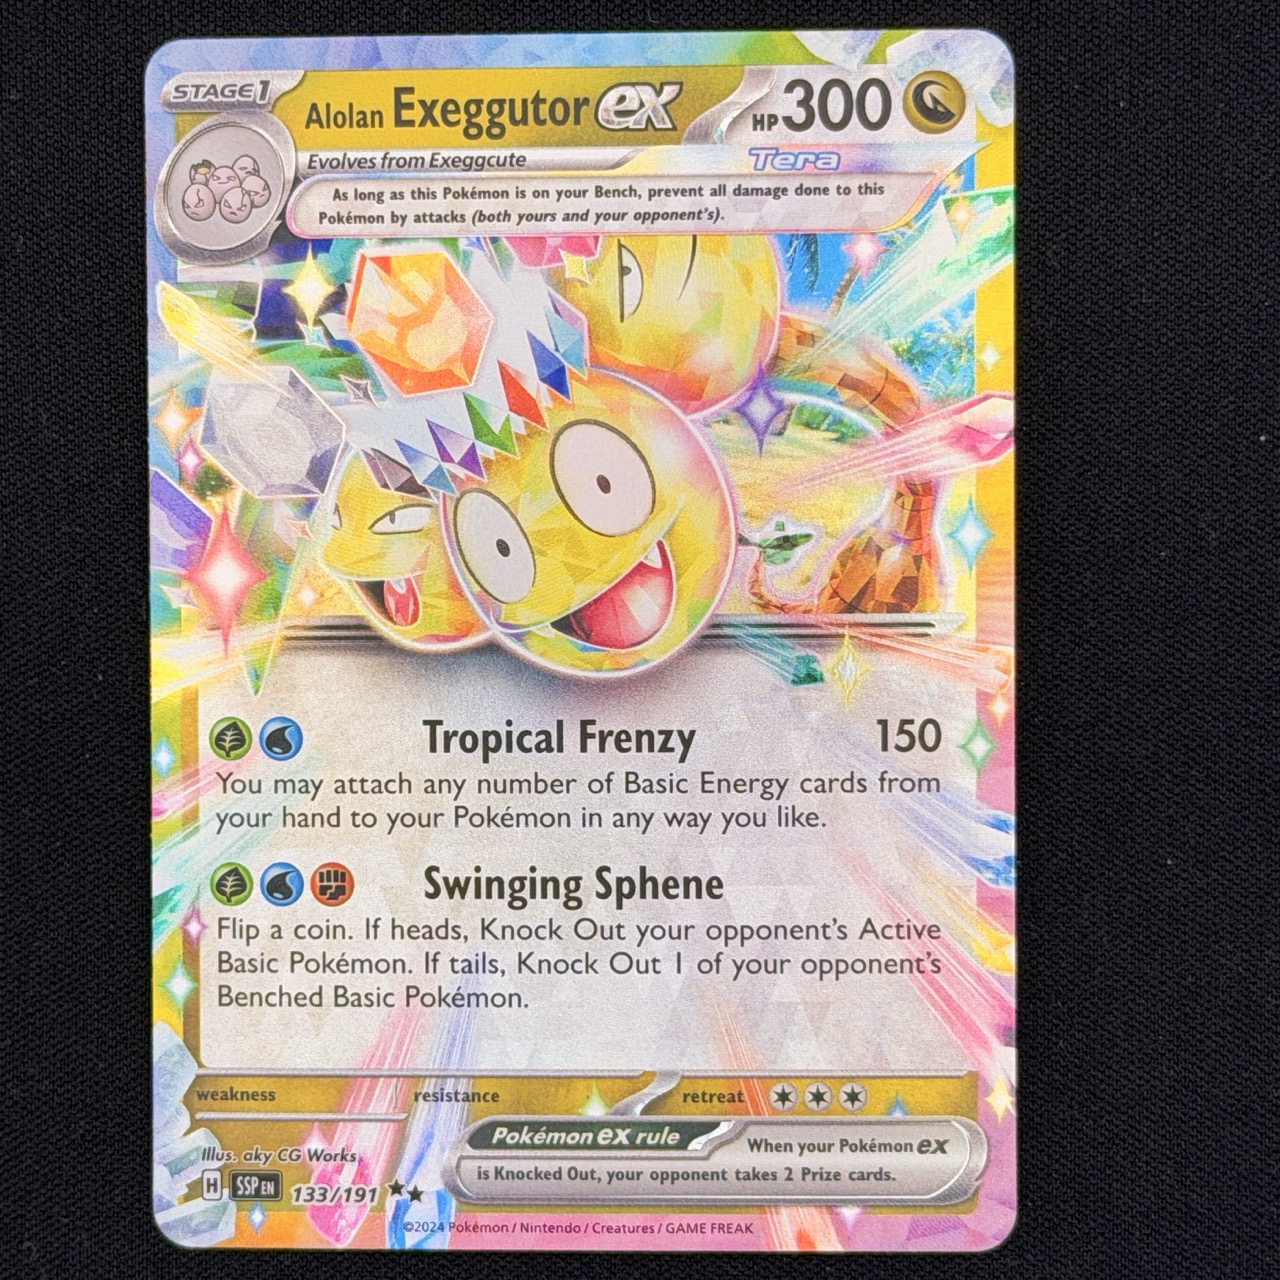 STAGE 1
Alolan Exeggutor ex
HP 300
Evolves from Exeggcute
Tera
As long as this Pokémon is on your Bench, prevent all damage done to this
Pokémon by attacks (both yours and your opponent's).
Tropical Frenzy 150
You may attach any number of Basic Energy cards from
your hand to your Pokémon in any way you like.
Swinging Sphene
Flip a coin. If heads, Knock Out your opponent's Active
Basic Pokémon. If tails, Knock Out 1 of your opponent's
Benched Basic Pokémon.
weakness resistance retreat
Pokémon ex rule
When your Pokémon ex
is Knocked Out, your opponent takes 2 Prize cards.
Illus. aky CG Works
H SSP EN 133/191 ★★
©2024 Pokémon / Nintendo / Creatures / GAME FREAK